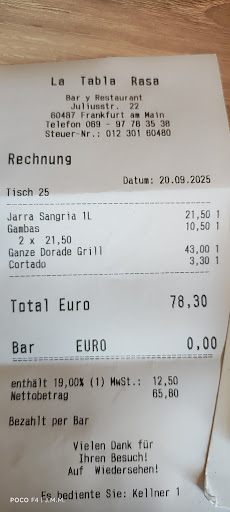 La Tabla Rasa
Bar y Restaurant
Juliusstr. 22
60487 Frankfurt am Main
Telefon 069 - 97 78 35 38
Steuer-Nr.: 012 301 60480
Rechnung
Datum: 20.09.2025
Tisch 25
Jarra Sangria 1L 21,50 1
Gambas 10,50 1
2 x 21,50
Ganze Dorade Grill 43,00 1
Cortado 3,30 1
Total Euro 78,30
Bar EURO 0,00
enthält 19,00% (1) MwSt.: 12,50
Nettobetrag 65,80
Bezahlt per Bar
Vielen Dank für
Ihren Besuch!
Auf Wiedersehen!
Es bediente Sie: Kellner 1
POCO F4 | J.M.M.